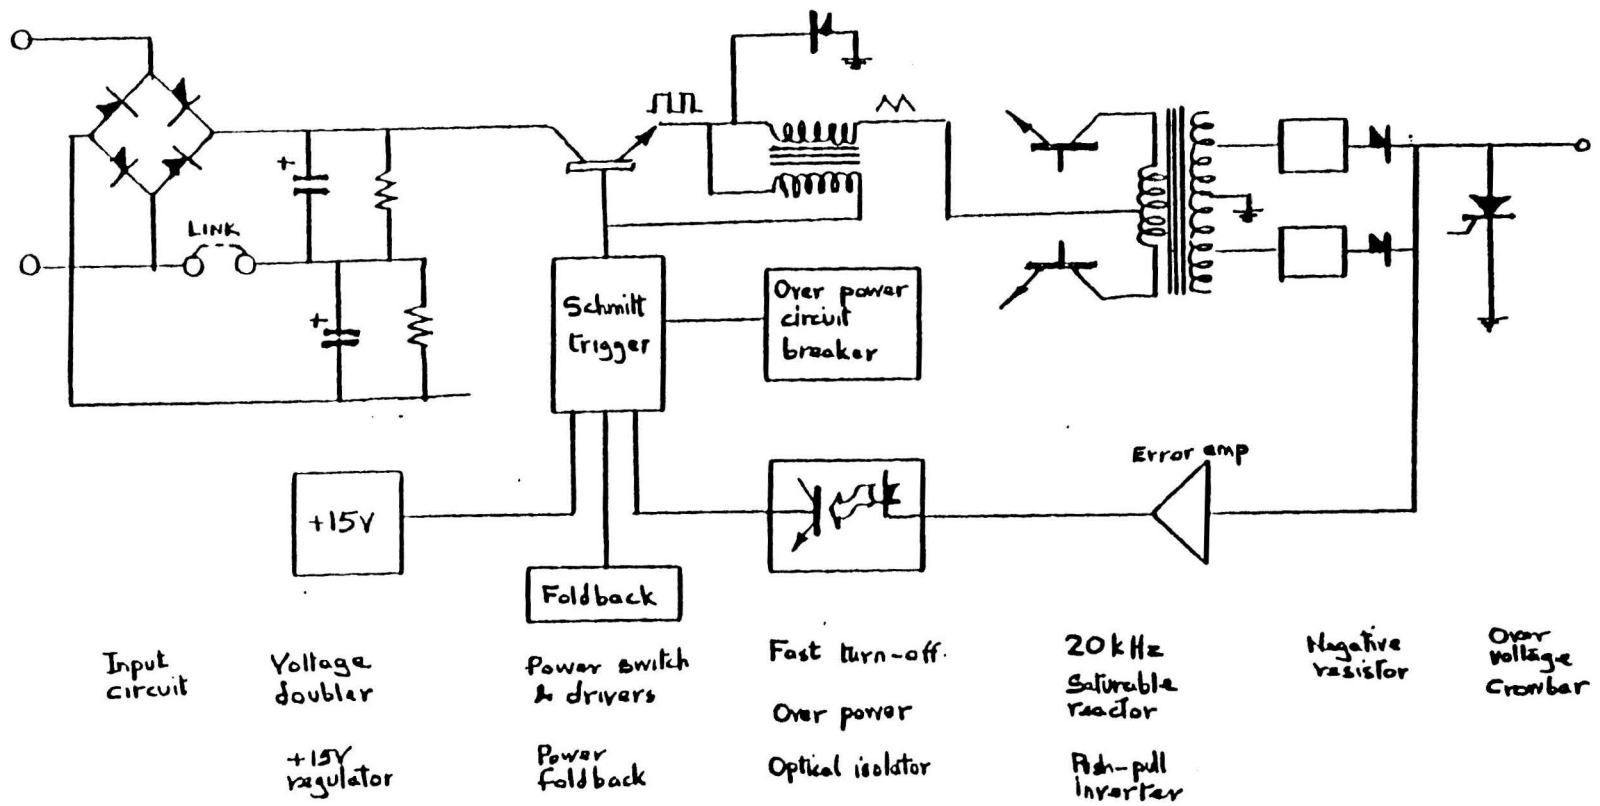 LINK
+
+
Schmitt
trigger
Over power
circuit
breaker
Error amp
+15V
Foldback
Input
circuit
Voltage
doubler
+15V
regulator
Power switch
& drivers
Power
foldback
Fast turn-off.
Over power
Optical isolator
20kHz
Saturable
reactor
Push-pull
inverter
Negative
resistor
Over
voltage
Crowbar